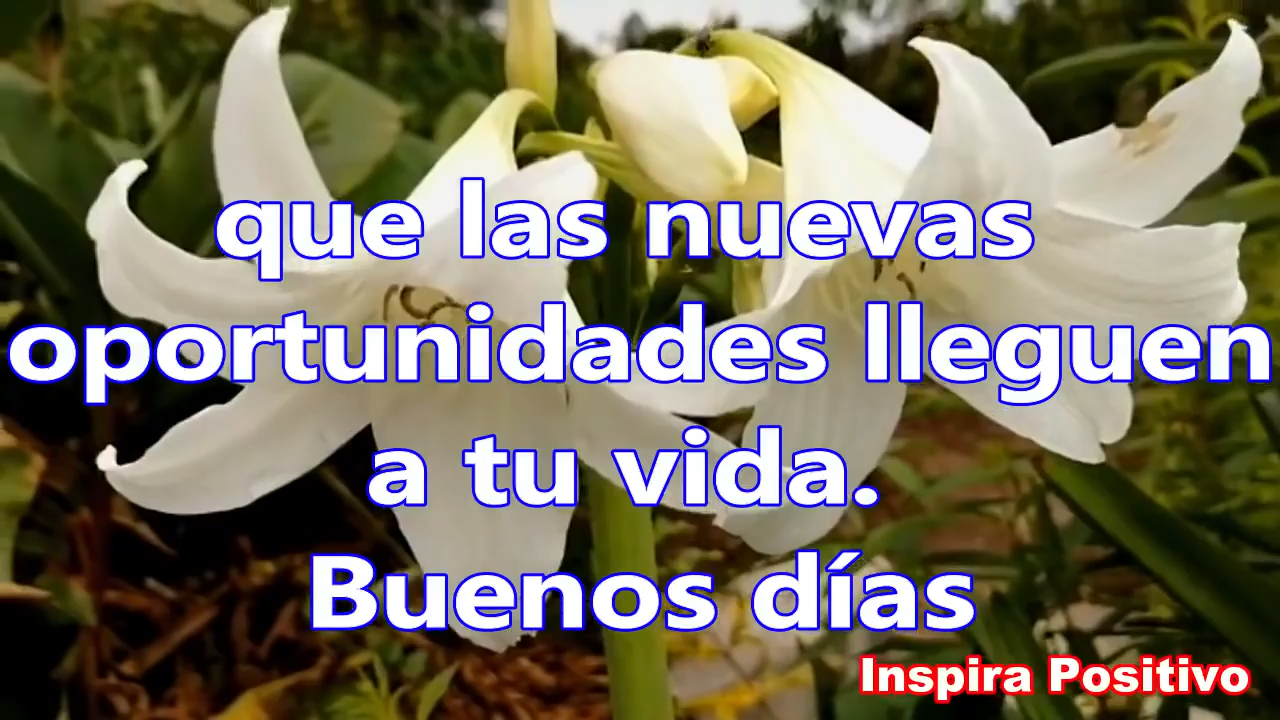 que las nuevas
oportunidades lleguen
a tu vida.
Buenos días
Inspira Positivo